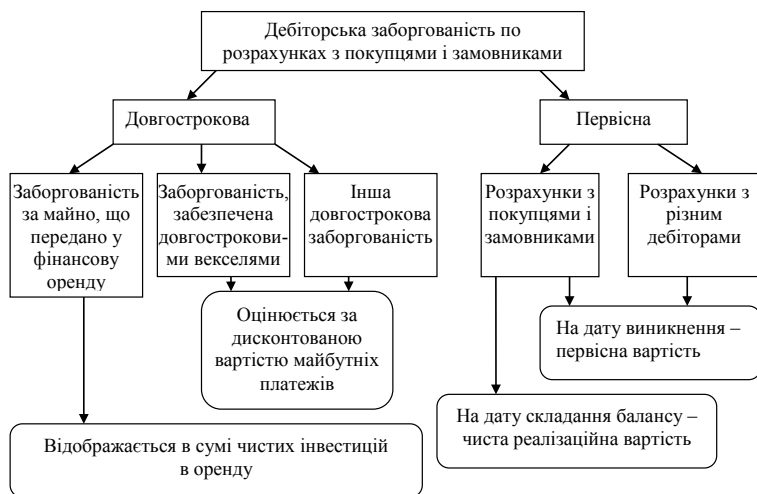 Дебіторська заборгованість по
розрахунках з покупцями і замовниками
Довгострокова
Первісна
Заборгованість
за майно, що
передано у
фінансову
оренду
Заборгованість,
забезпечена
довгострокови-
ми векселями
Інша
довгострокова
заборгованість
Розрахунки з
покупцями і
замовниками
Розрахунки з
різним
дебіторами
Оцінюється за
дисконтованою
вартістю майбутніх
платежів
На дату виникнення –
первісна вартість
На дату складання балансу –
чиста реалізаційна вартість
Відображається в сумі чистих інвестицій
в оренду